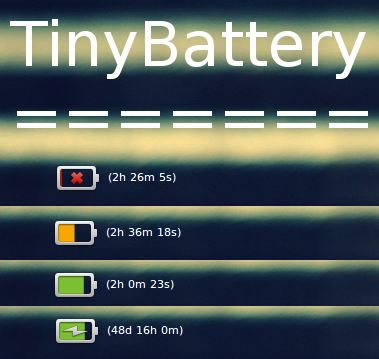 TinyBattery
(2h 26m 5s)
(2h 36m 18s)
(2h 0m 23s)
(48d 16h 0m)